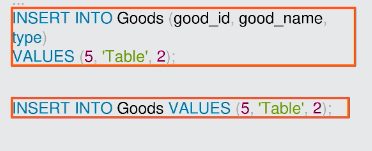 ...
INSERT INTO Goods (good_id, good_name,
type)
VALUES (5, 'Table', 2);
INSERT INTO Goods VALUES (5, 'Table', 2);